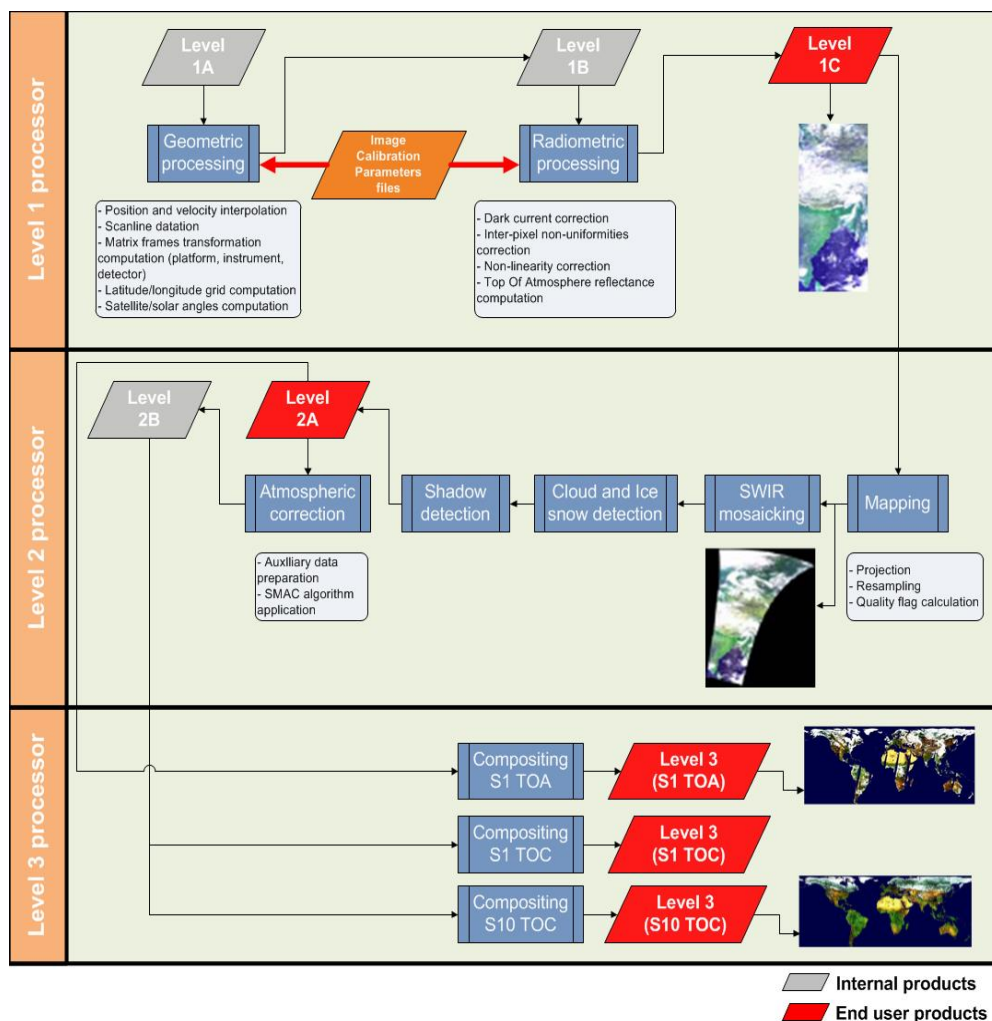 Level 1 processor
Level
1A
Level
1B
Level
1C
Geometric
processing
Image
Calibration
Parameters
files
Radiometric
processing
- Position and velocity interpolation
- Scanline datation
- Matrix frames transformation
computation (platform, instrument,
detector)
- Latitude/longitude grid computation
- Satellite/solar angles computation
- Dark current correction
- Inter-pixel non-uniformities
correction
- Non-linearity correction
- Top Of Atmosphere reflectance
computation
Level 2 processor
Level
2B
Level
2A
Atmospheric
correction
Shadow
detection
Cloud and Ice
snow detection
SWIR
mosaicking
Mapping
- Auxlliary data
preparation
- SMAC algorithm
application
- Projection
- Resampling
- Quality flag calculation
Level 3 processor
Compositing
S1 TOA
Level 3
(S1 TOA)
Compositing
S1 TOC
Level 3
(S1 TOC)
Compositing
S10 TOC
Level 3
(S10 TOC)
Internal products
End user products